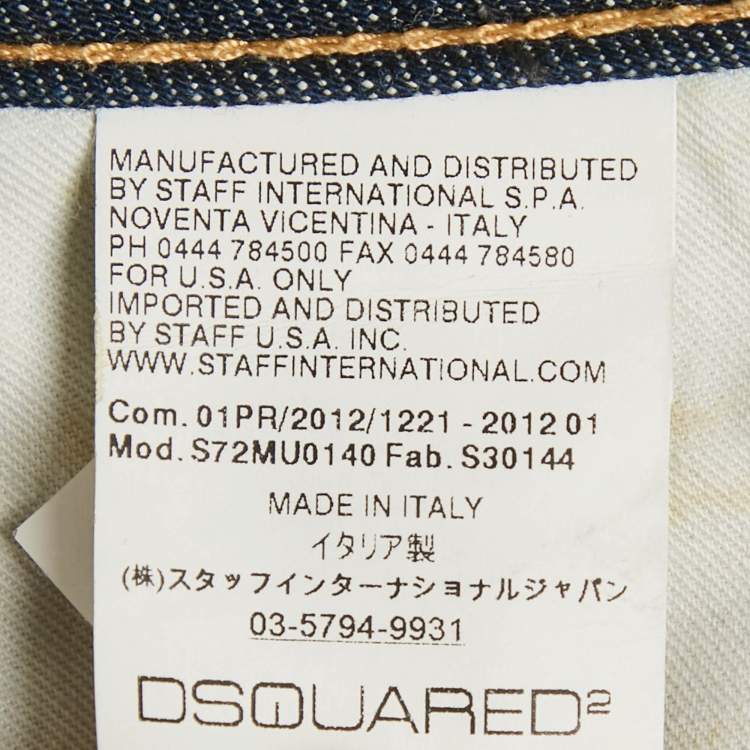 MANUFACTURED AND DISTRIBUTED
BY STAFF INTERNATIONAL S.P.A.
NOVENTA VICENTINA - ITALY
PH 0444 784500 FAX 0444 784580
FOR U.S.A. ONLY
IMPORTED AND DISTRIBUTED
BY STAFF U.S.A. INC.
WWW.STAFFINTERNATIONAL.COM
Com. 01PR/2012/1221 - 2012 01
Mod. S72MU0140 Fab. S30144
MADE IN ITALY
イタリア製
(株)スタッフインターナショナルジャパン
03-5794-9931
DSQUARED²